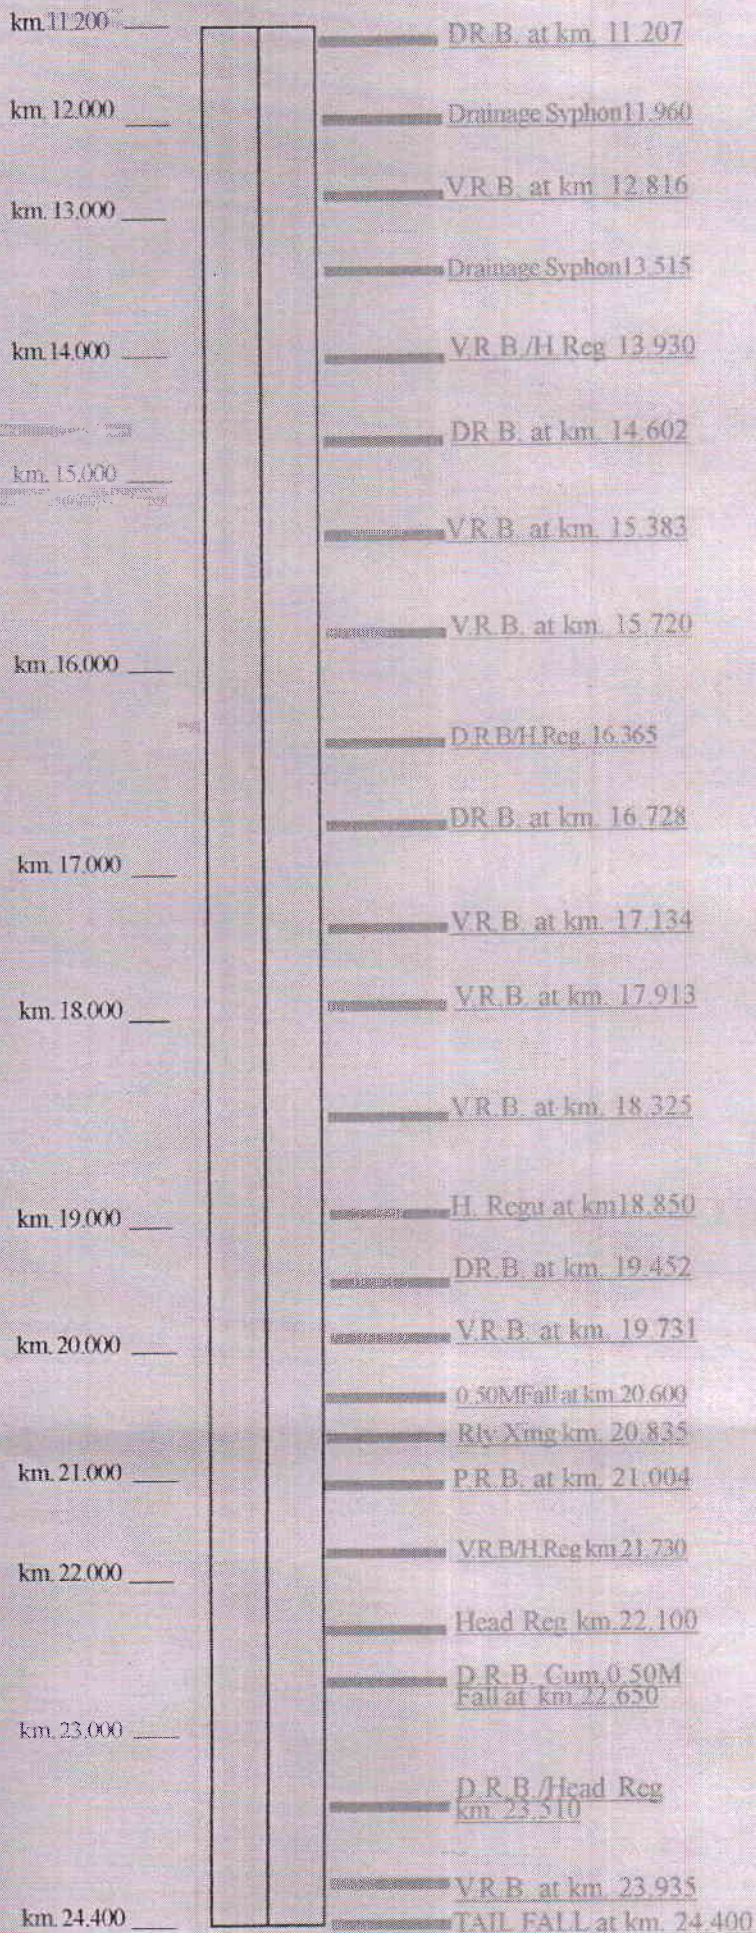 km.11.200
DR.B. at km. 11.207
km. 12.000
Drainage Syphon11.960
V.R.B. at km. 12.816
km. 13.000
Drainage Syphon13.515
km.14.000
V.R.B./H.Reg 13.930
DR.B. at km. 14.602
km. 15.000
V.R.B. at km. 15.383
V.R.B. at km. 15.720
km.16.000
D.R.B/H.Reg. 16.365
DR.B. at km. 16.728
km. 17.000
V.R.B. at km. 17.134
V.R.B. at km. 17.913
km. 18.000
V.R.B. at km. 18.325
H. Regu at km18.850
km. 19.000
DR.B. at km. 19.452
V.R.B. at km. 19.731
km. 20.000
0.50MFall at km.20.600
Rly Xing km. 20.835
km. 21.000
P.R.B. at km. 21.004
V.R.B/H.Reg km 21.730
km. 22.000
Head Reg km.22.100
D.R.B. Cum.0.50M
Fall at km.22.650
km. 23.000
D.R.B./Head Reg
km. 23.510
V.R.B. at km. 23.935
km. 24.400
TAIL FALL at km. 24.400